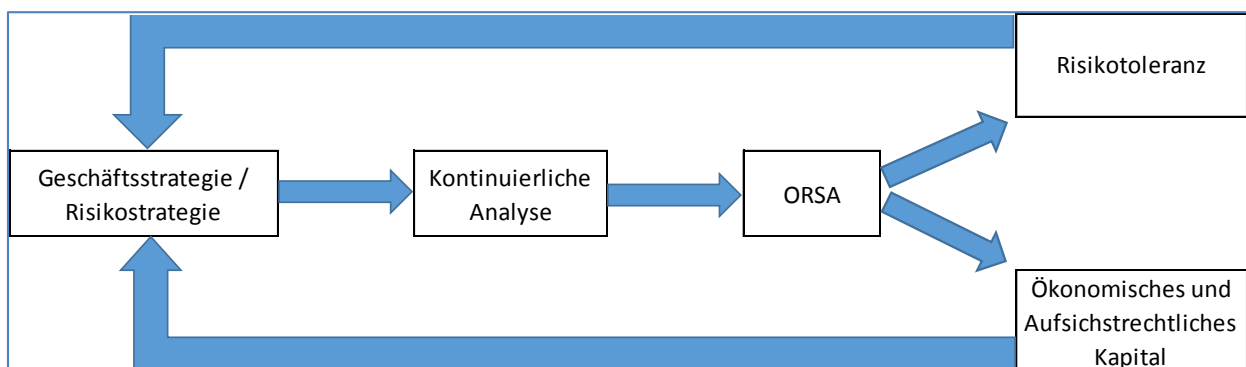 Risikotoleranz
Geschäftsstrategie /
Risikostrategie
Kontinuierliche
Analyse
ORSA
Ökonomisches und
Aufsichstrechtliches
Kapital